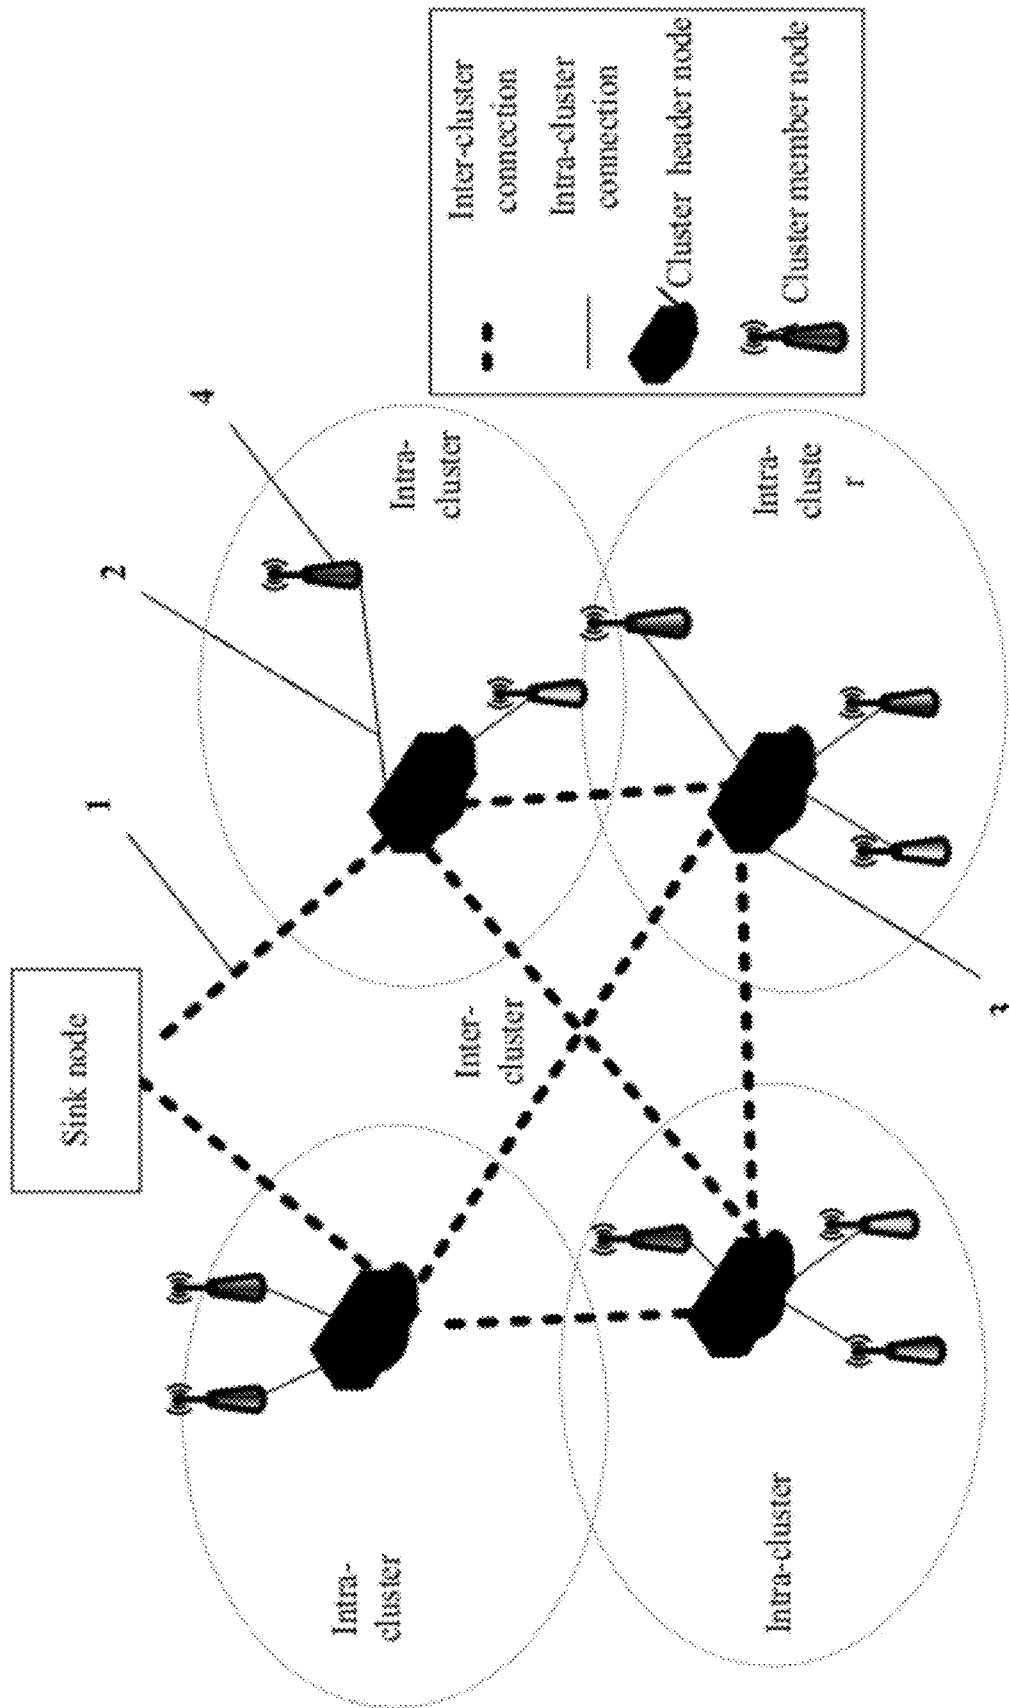 Sink node
1
2
4
Intra-
cluster
Inter-
cluster
Intra-
cluster
Intra-cluster
Intra-
cluste
r
3
Inter-cluster
connection
Intra-cluster
connection
Cluster header node
Cluster member node